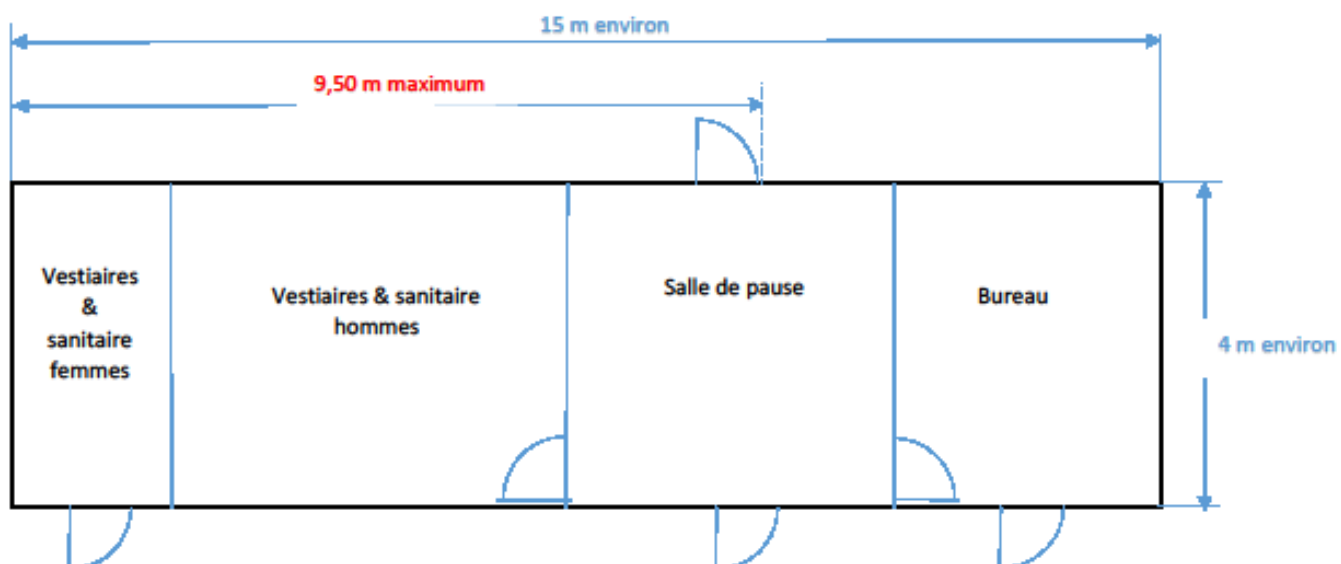 15 m environ
9,50 m maximum
Vestiaires
&
sanitaire
femmes
Vestiaires & sanitaire
hommes
Salle de pause
Bureau
4 m environ